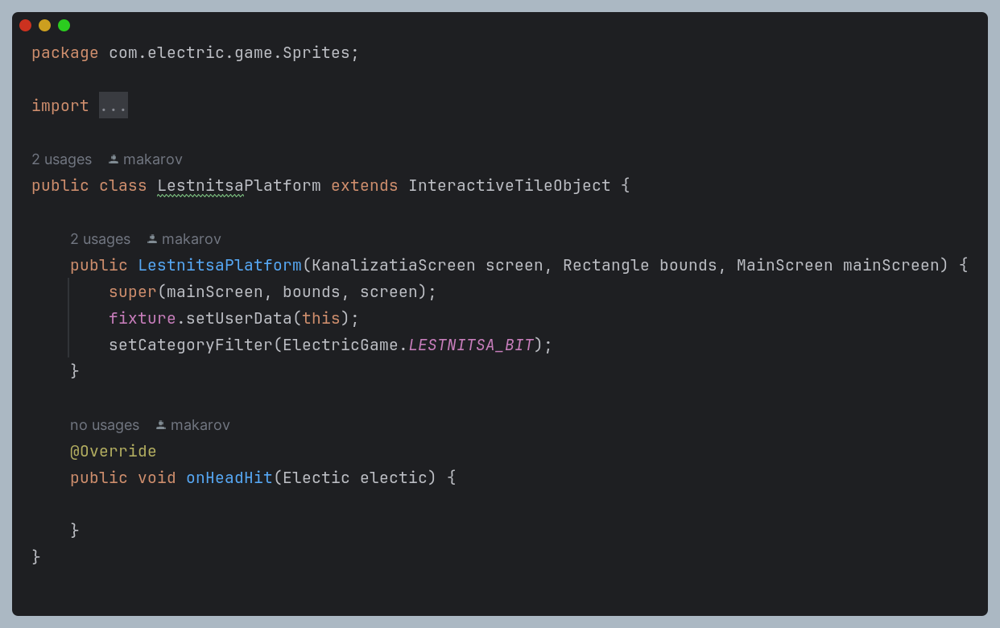 package com.electric.game.Sprites;
import ...
2 usages makarov
public class LestnitsaPlatform extends InteractiveTileObject {
2 usages makarov
public LestnitsaPlatform(KanalizatiaScreen screen, Rectangle bounds, MainScreen mainScreen) {
super(mainScreen, bounds, screen);
fixture.setUserData(this);
setCategoryFilter(ElectricGame.LESTNITSA_BIT);
}
no usages makarov
@Override
public void onHeadHit(Electic electic) {
}
}